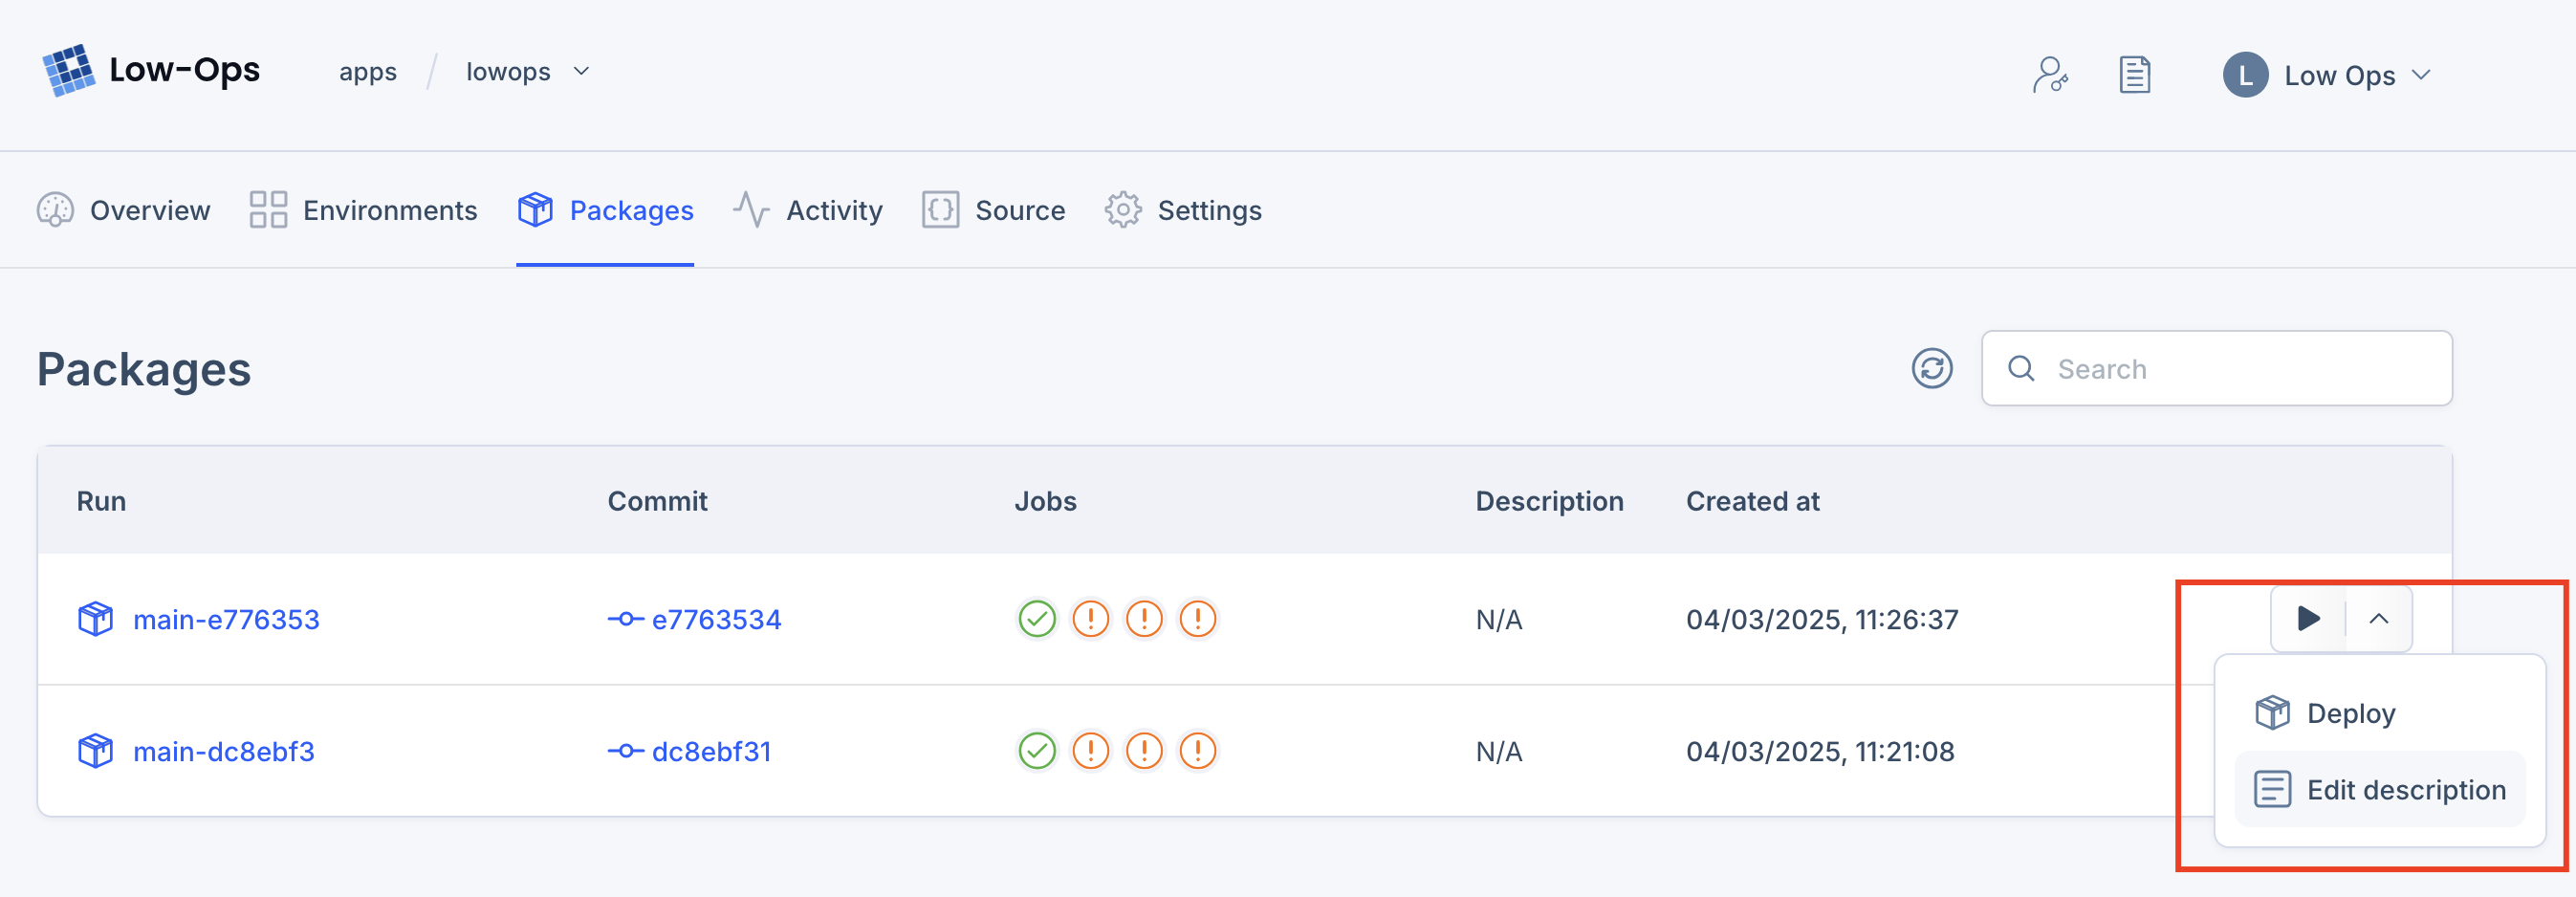 Low-Ops apps / lowops L Low Ops
Overview Environments Packages Activity Source Settings
Packages Search
Run Commit Jobs Description Created at
main-e776353 e7763534 N/A 04/03/2025, 11:26:37
Deploy
main-dc8ebf3 dc8ebf31 N/A 04/03/2025, 11:21:08
Edit description